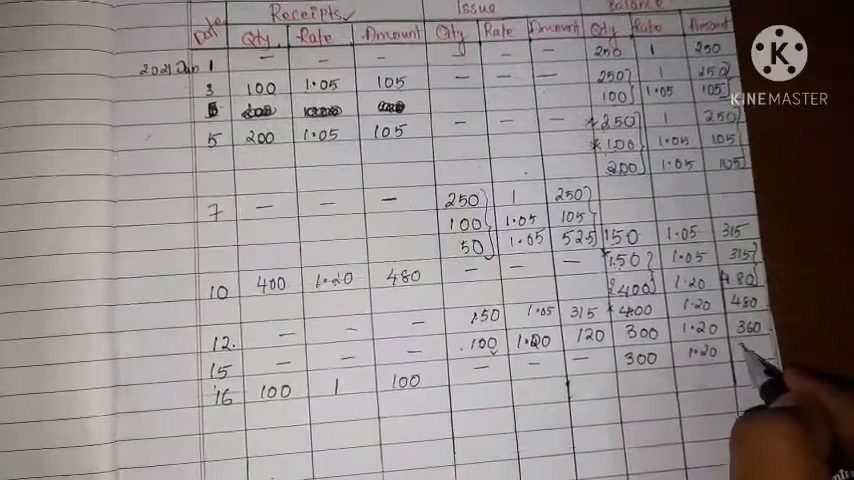 Receipts Issue Balance
Date Qty Rate Amount Qty Rate Amount Qty Rate Amount
2021 Jan 1 — — — — — — 250 1 250
3 100 1.05 105 — — — 250 1 250
100 1.05 105
5 200 1.05 105 — — — 250 1 250
100 1.05 105
200 1.05 105
7 — — — 250 1 250
100 1.05 105
50 1.05 525 150 1.05 315
10 400 1.20 480 — — — 150 1.05 315
400 1.20 480
12. — — — 150 1.05 315 400 1.20 480
15 — — — 100 1.20 120 300 1.20 360
16 100 1 100 — — — 300 1.20
K
KINEMASTER